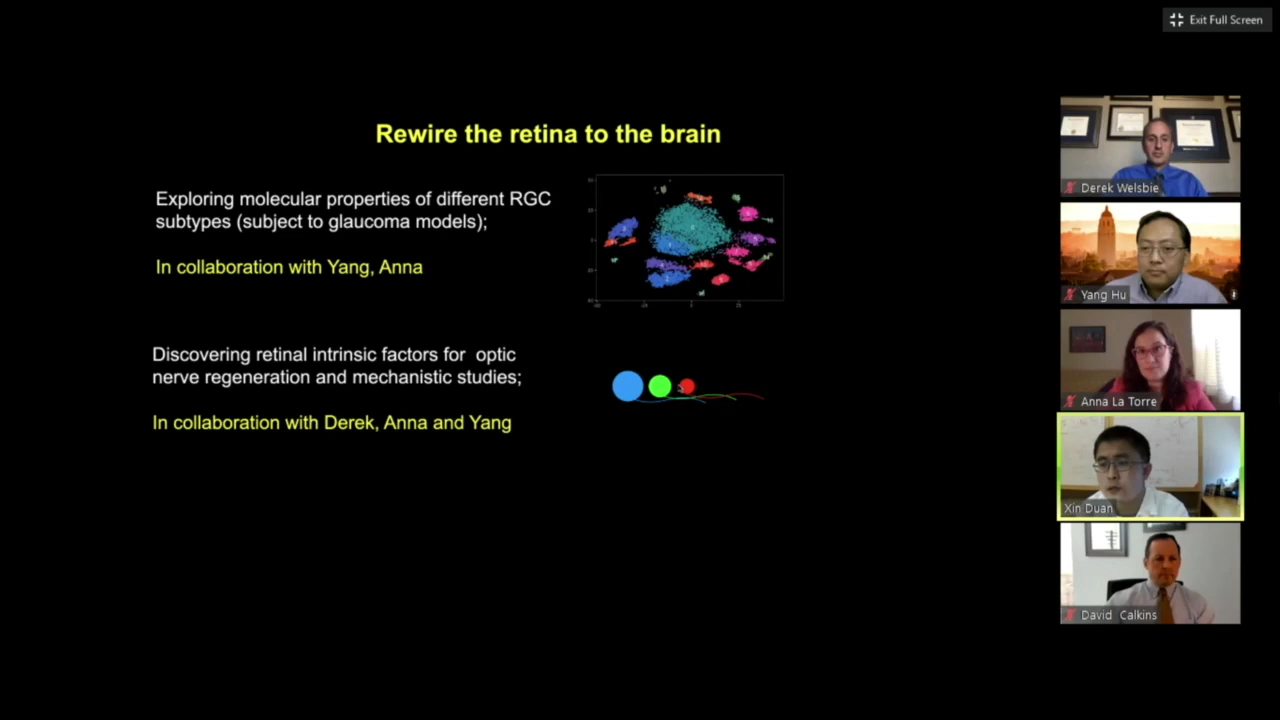 Exit Full Screen
Rewire the retina to the brain
Exploring molecular properties of different RGC
subtypes (subject to glaucoma models);
In collaboration with Yang, Anna
Discovering retinal intrinsic factors for optic
nerve regeneration and mechanistic studies;
In collaboration with Derek, Anna and Yang
Derek Welsbie
Yang Hu
Anna La Torre
Xin Duan
David Calkins